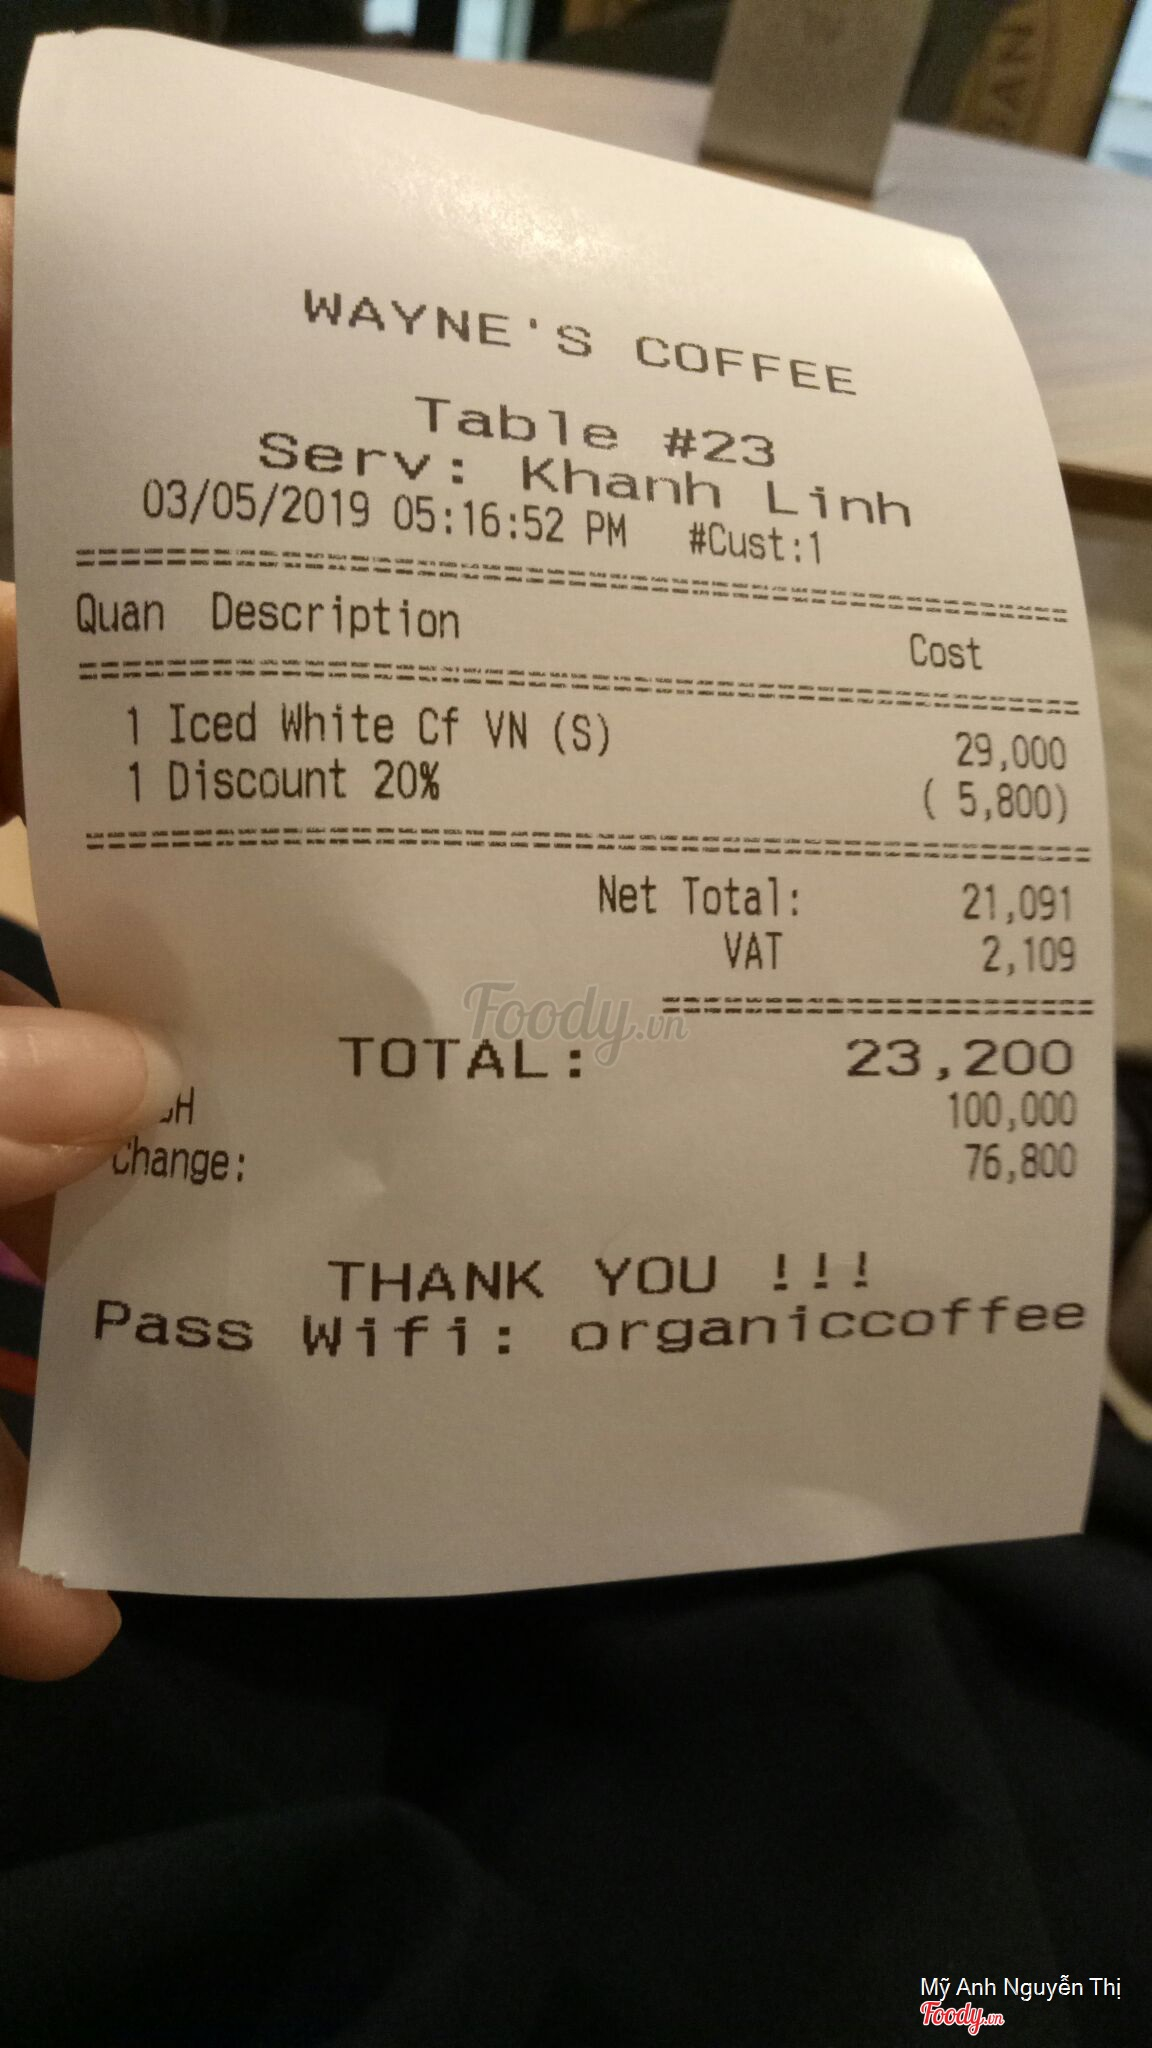 WAYNE'S COFFEE
Table #23
Serv: Khanh Linh
03/05/2019 05:16:52 PM #Cust:1
Quan Description Cost
1 Iced White Cf VN (S) 29,000
1 Discount 20% ( 5,800)
Net Total: 21,091
VAT 2,109
Foody.vn
TOTAL: 23,200
100,000
Change: 76,800
THANK YOU !!!
Pass Wifi: organiccoffee
Mỹ Anh Nguyễn Thị
Foody.vn